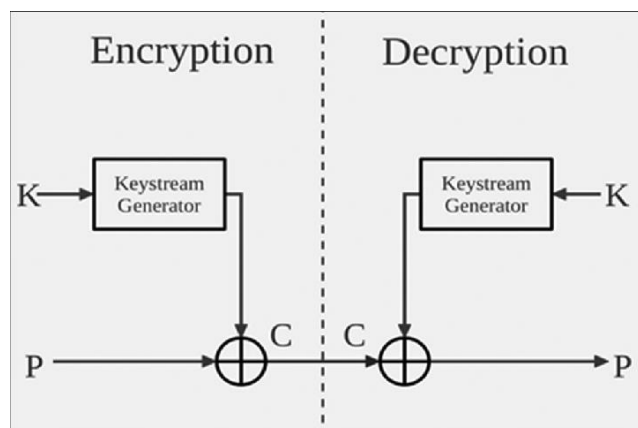 Encryption
Decryption
K
Keystream
Generator
Keystream
Generator
K
C
C
P
P